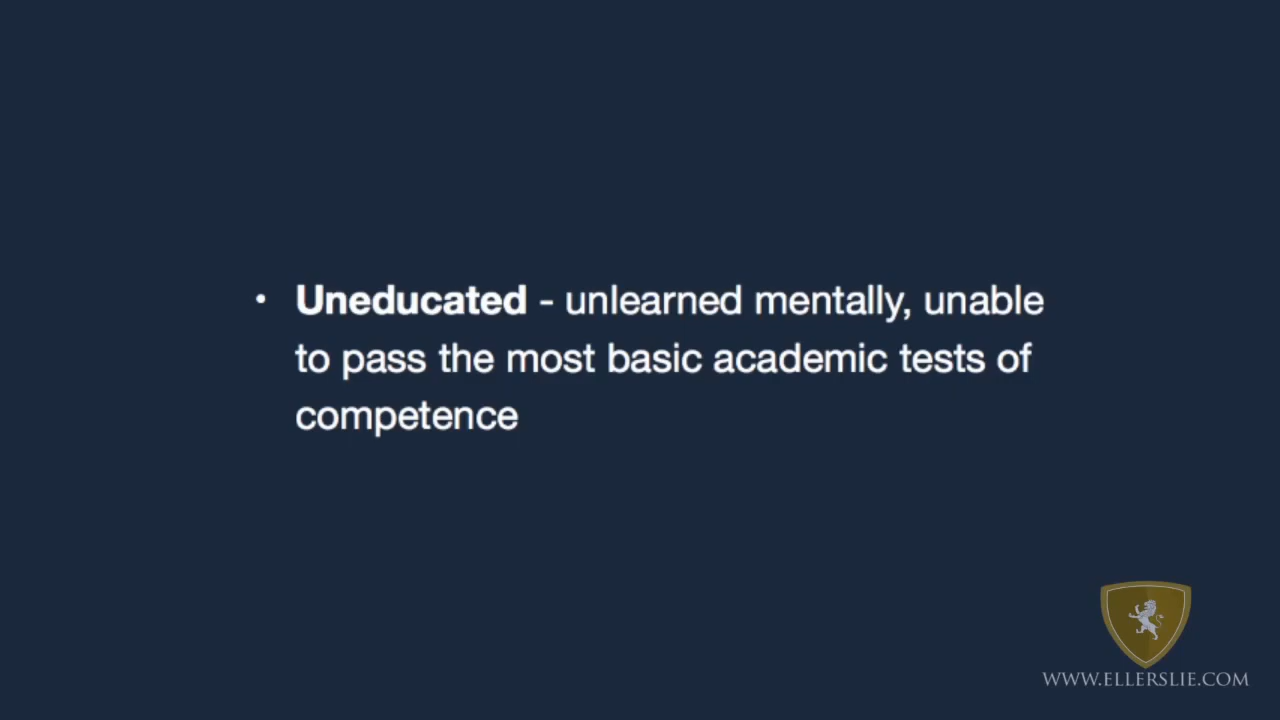 • Uneducated - unlearned mentally, unable
to pass the most basic academic tests of
competence
WWW.ELLERSLIE.COM